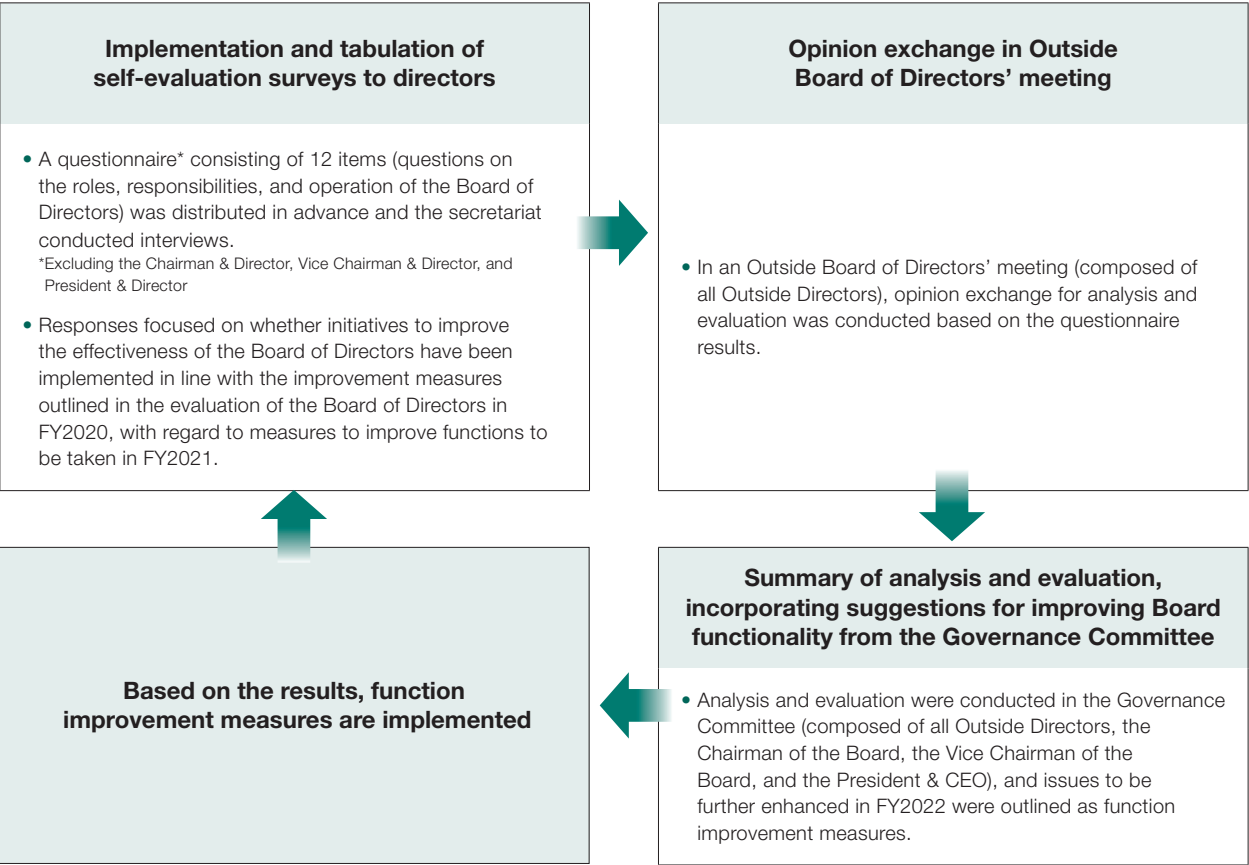 Implementation and tabulation of
self-evaluation surveys to directors
• A questionnaire* consisting of 12 items (questions on
the roles, responsibilities, and operation of the Board of
Directors) was distributed in advance and the secretariat
conducted interviews.
*Excluding the Chairman & Director, Vice Chairman & Director, and
President & Director
• Responses focused on whether initiatives to improve
the effectiveness of the Board of Directors have been
implemented in line with the improvement measures
outlined in the evaluation of the Board of Directors in
FY2020, with regard to measures to improve functions to
be taken in FY2021.
Opinion exchange in Outside
Board of Directors’ meeting
• In an Outside Board of Directors’ meeting (composed of
all Outside Directors), opinion exchange for analysis and
evaluation was conducted based on the questionnaire
results.
Summary of analysis and evaluation,
incorporating suggestions for improving Board
functionality from the Governance Committee
• Analysis and evaluation were conducted in the Governance
Committee (composed of all Outside Directors, the
Chairman of the Board, the Vice Chairman of the
Board, and the President & CEO), and issues to be
further enhanced in FY2022 were outlined as function
improvement measures.
Based on the results, function
improvement measures are implemented